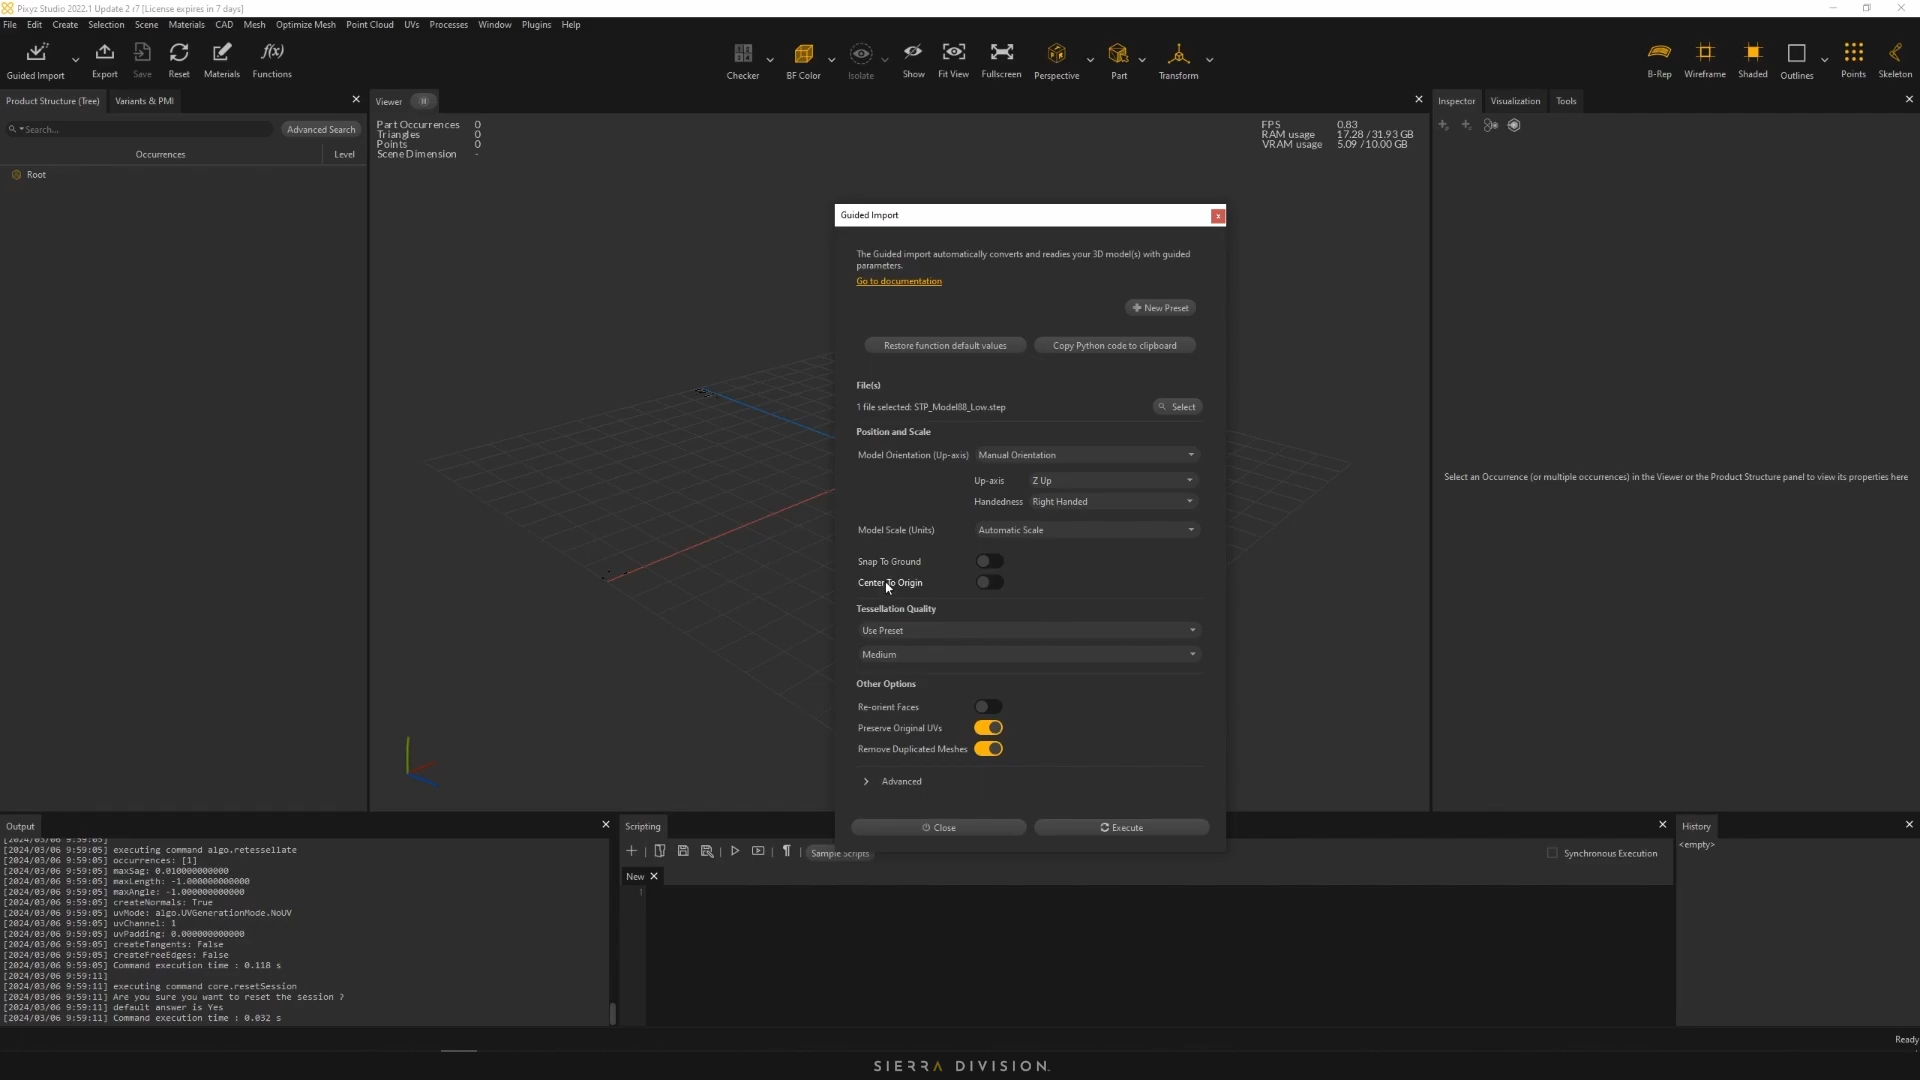 Pixyz Studio 2022.1 Update 2 r7 [License expires in 7 days]
File Edit Create Selection Scene Materials CAD Mesh Optimize Mesh Point Cloud UVs Processes Window Plugins Help
Guided Import Export Save Reset Materials Functions Checker BF Color Isolate Show Fit View Fullscreen Perspective Part Transform B-Rep Wireframe Shaded Outlines Points Skeleton
f(x)
Product Structure (Tree) Variants & PMI
Search...
Advanced Search
Occurrences Level
Root
Viewer
Part Occurrences 0
Triangles 0
Points 0
Scene Dimension -
FPS 0.83
RAM usage 17.28 / 31.93 GB
VRAM usage 5.09 / 10.00 GB
Inspector Visualization Tools
Select an Occurrence (or multiple occurrences) in the Viewer or the Product Structure panel to view its properties here
Guided Import
The Guided import automatically converts and readies your 3D model(s) with guided
parameters.
Go to documentation
New Preset
Restore function default values Copy Python code to clipboard
File(s)
1 file selected: STP_Model88_Low.step Select
Position and Scale
Model Orientation (Up-axis) Manual Orientation
Up-axis Z Up
Handedness Right Handed
Model Scale (Units) Automatic Scale
Snap To Ground
Center To Origin
Tessellation Quality
Use Preset
Medium
Other Options
Re-orient Faces
Preserve Original UVs
Remove Duplicated Meshes
Advanced
Close Execute
Output
[2024/03/06 9:59:05]
[2024/03/06 9:59:05] executing command algo.retessellate
[2024/03/06 9:59:05] occurrences: [1]
[2024/03/06 9:59:05] maxSag: 0.010000000000
[2024/03/06 9:59:05] maxLength: -1.000000000000
[2024/03/06 9:59:05] maxAngle: -1.000000000000
[2024/03/06 9:59:05] createNormals: True
[2024/03/06 9:59:05] uvMode: algo.UVGenerationMode.NoUV
[2024/03/06 9:59:05] uvChannel: 1
[2024/03/06 9:59:05] uvPadding: 0.000000000000
[2024/03/06 9:59:05] createTangents: False
[2024/03/06 9:59:05] createFreeEdges: False
[2024/03/06 9:59:05] Command execution time : 0.118 s
[2024/03/06 9:59:11]
[2024/03/06 9:59:11] executing command core.resetSession
[2024/03/06 9:59:11] Are you sure you want to reset the session ?
[2024/03/06 9:59:11] default answer is Yes
[2024/03/06 9:59:11] Command execution time : 0.032 s
Scripting
Sample Scripts
Synchronous Execution
New
1
History
<empty>
Ready
SIERRA DIVISION